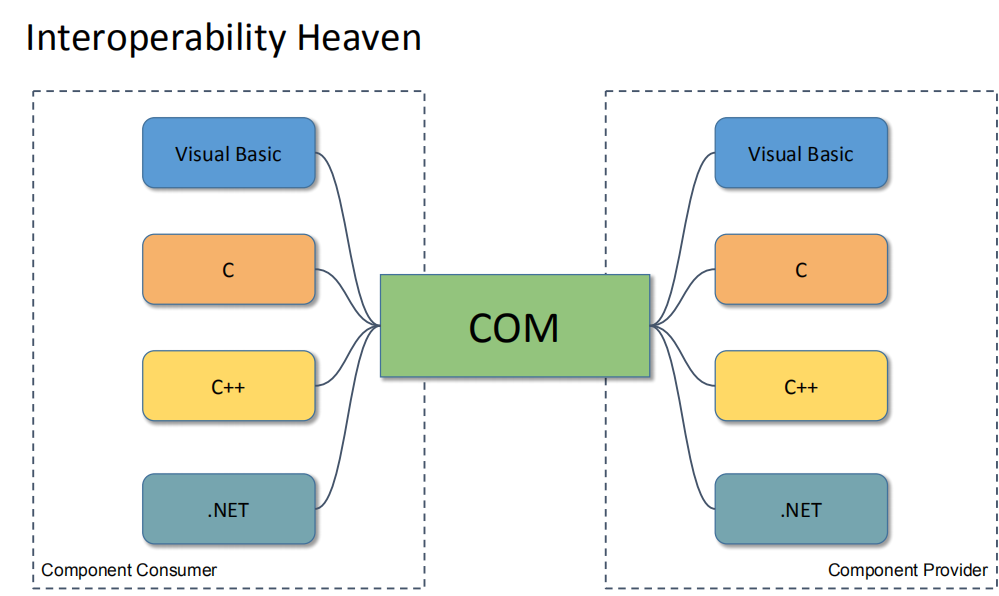 Interoperability Heaven
Visual Basic
C
C++
.NET
Component Consumer
COM
Visual Basic
C
C++
.NET
Component Provider